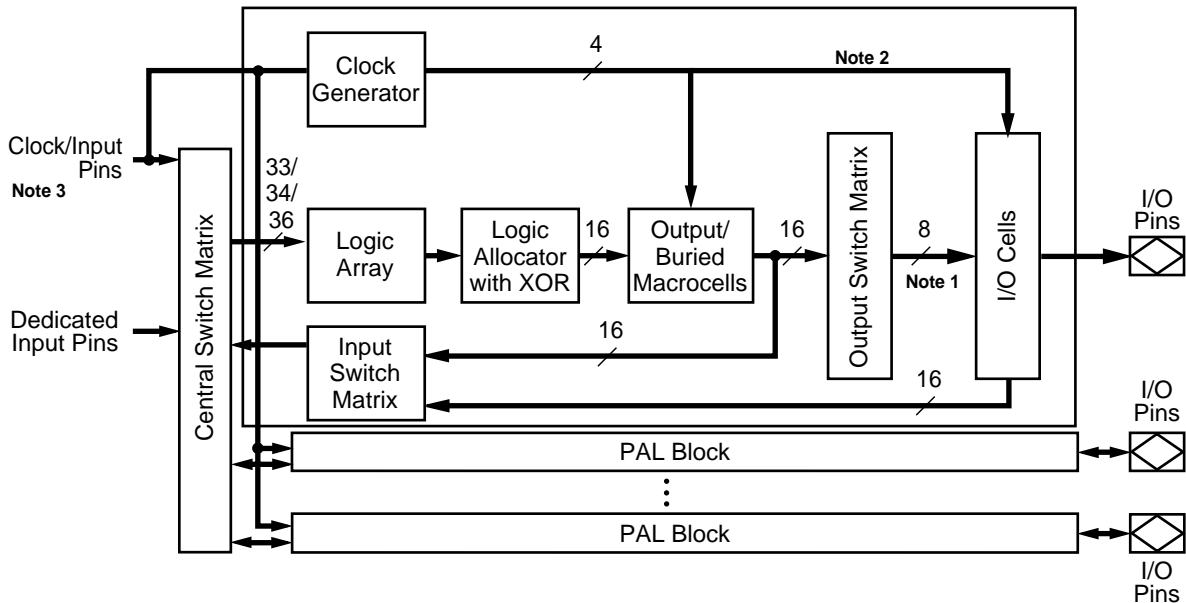 Clock
Generator
4
Note 2
Clock/Input
Pins
Note 3
33/
34/
36
Central Switch Matrix
Logic
Array
Logic
Allocator
with XOR
16
Output/
Buried
Macrocells
16
Output Switch Matrix
8
Note 1
I/O Cells
I/O
Pins
Dedicated
Input Pins
Input
Switch
Matrix
16
16
I/O
Pins
PAL Block
PAL Block
I/O
Pins